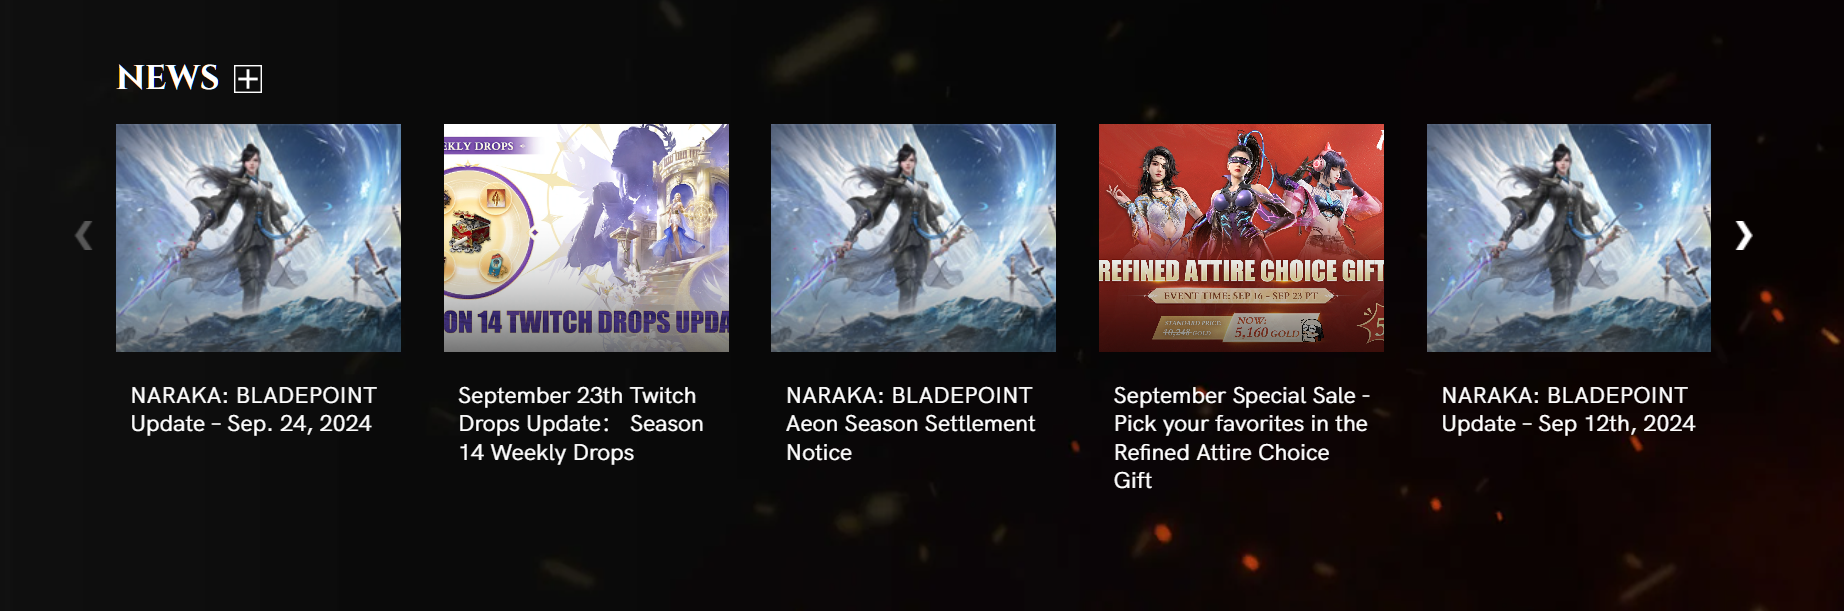 NEWS
EKLY DROPS
ON 14 TWITCH DROPS UPDA
REFINED ATTIRE CHOICE GIFT
EVENT TIME: SEP 16 - SEP 23 PT
STANDARD PRICE
10,248 GOLD
NOW:
5,160 GOLD
5
NARAKA: BLADEPOINT
Update – Sep. 24, 2024
September 23th Twitch
Drops Update： Season
14 Weekly Drops
NARAKA: BLADEPOINT
Aeon Season Settlement
Notice
September Special Sale -
Pick your favorites in the
Refined Attire Choice
Gift
NARAKA: BLADEPOINT
Update – Sep 12th, 2024